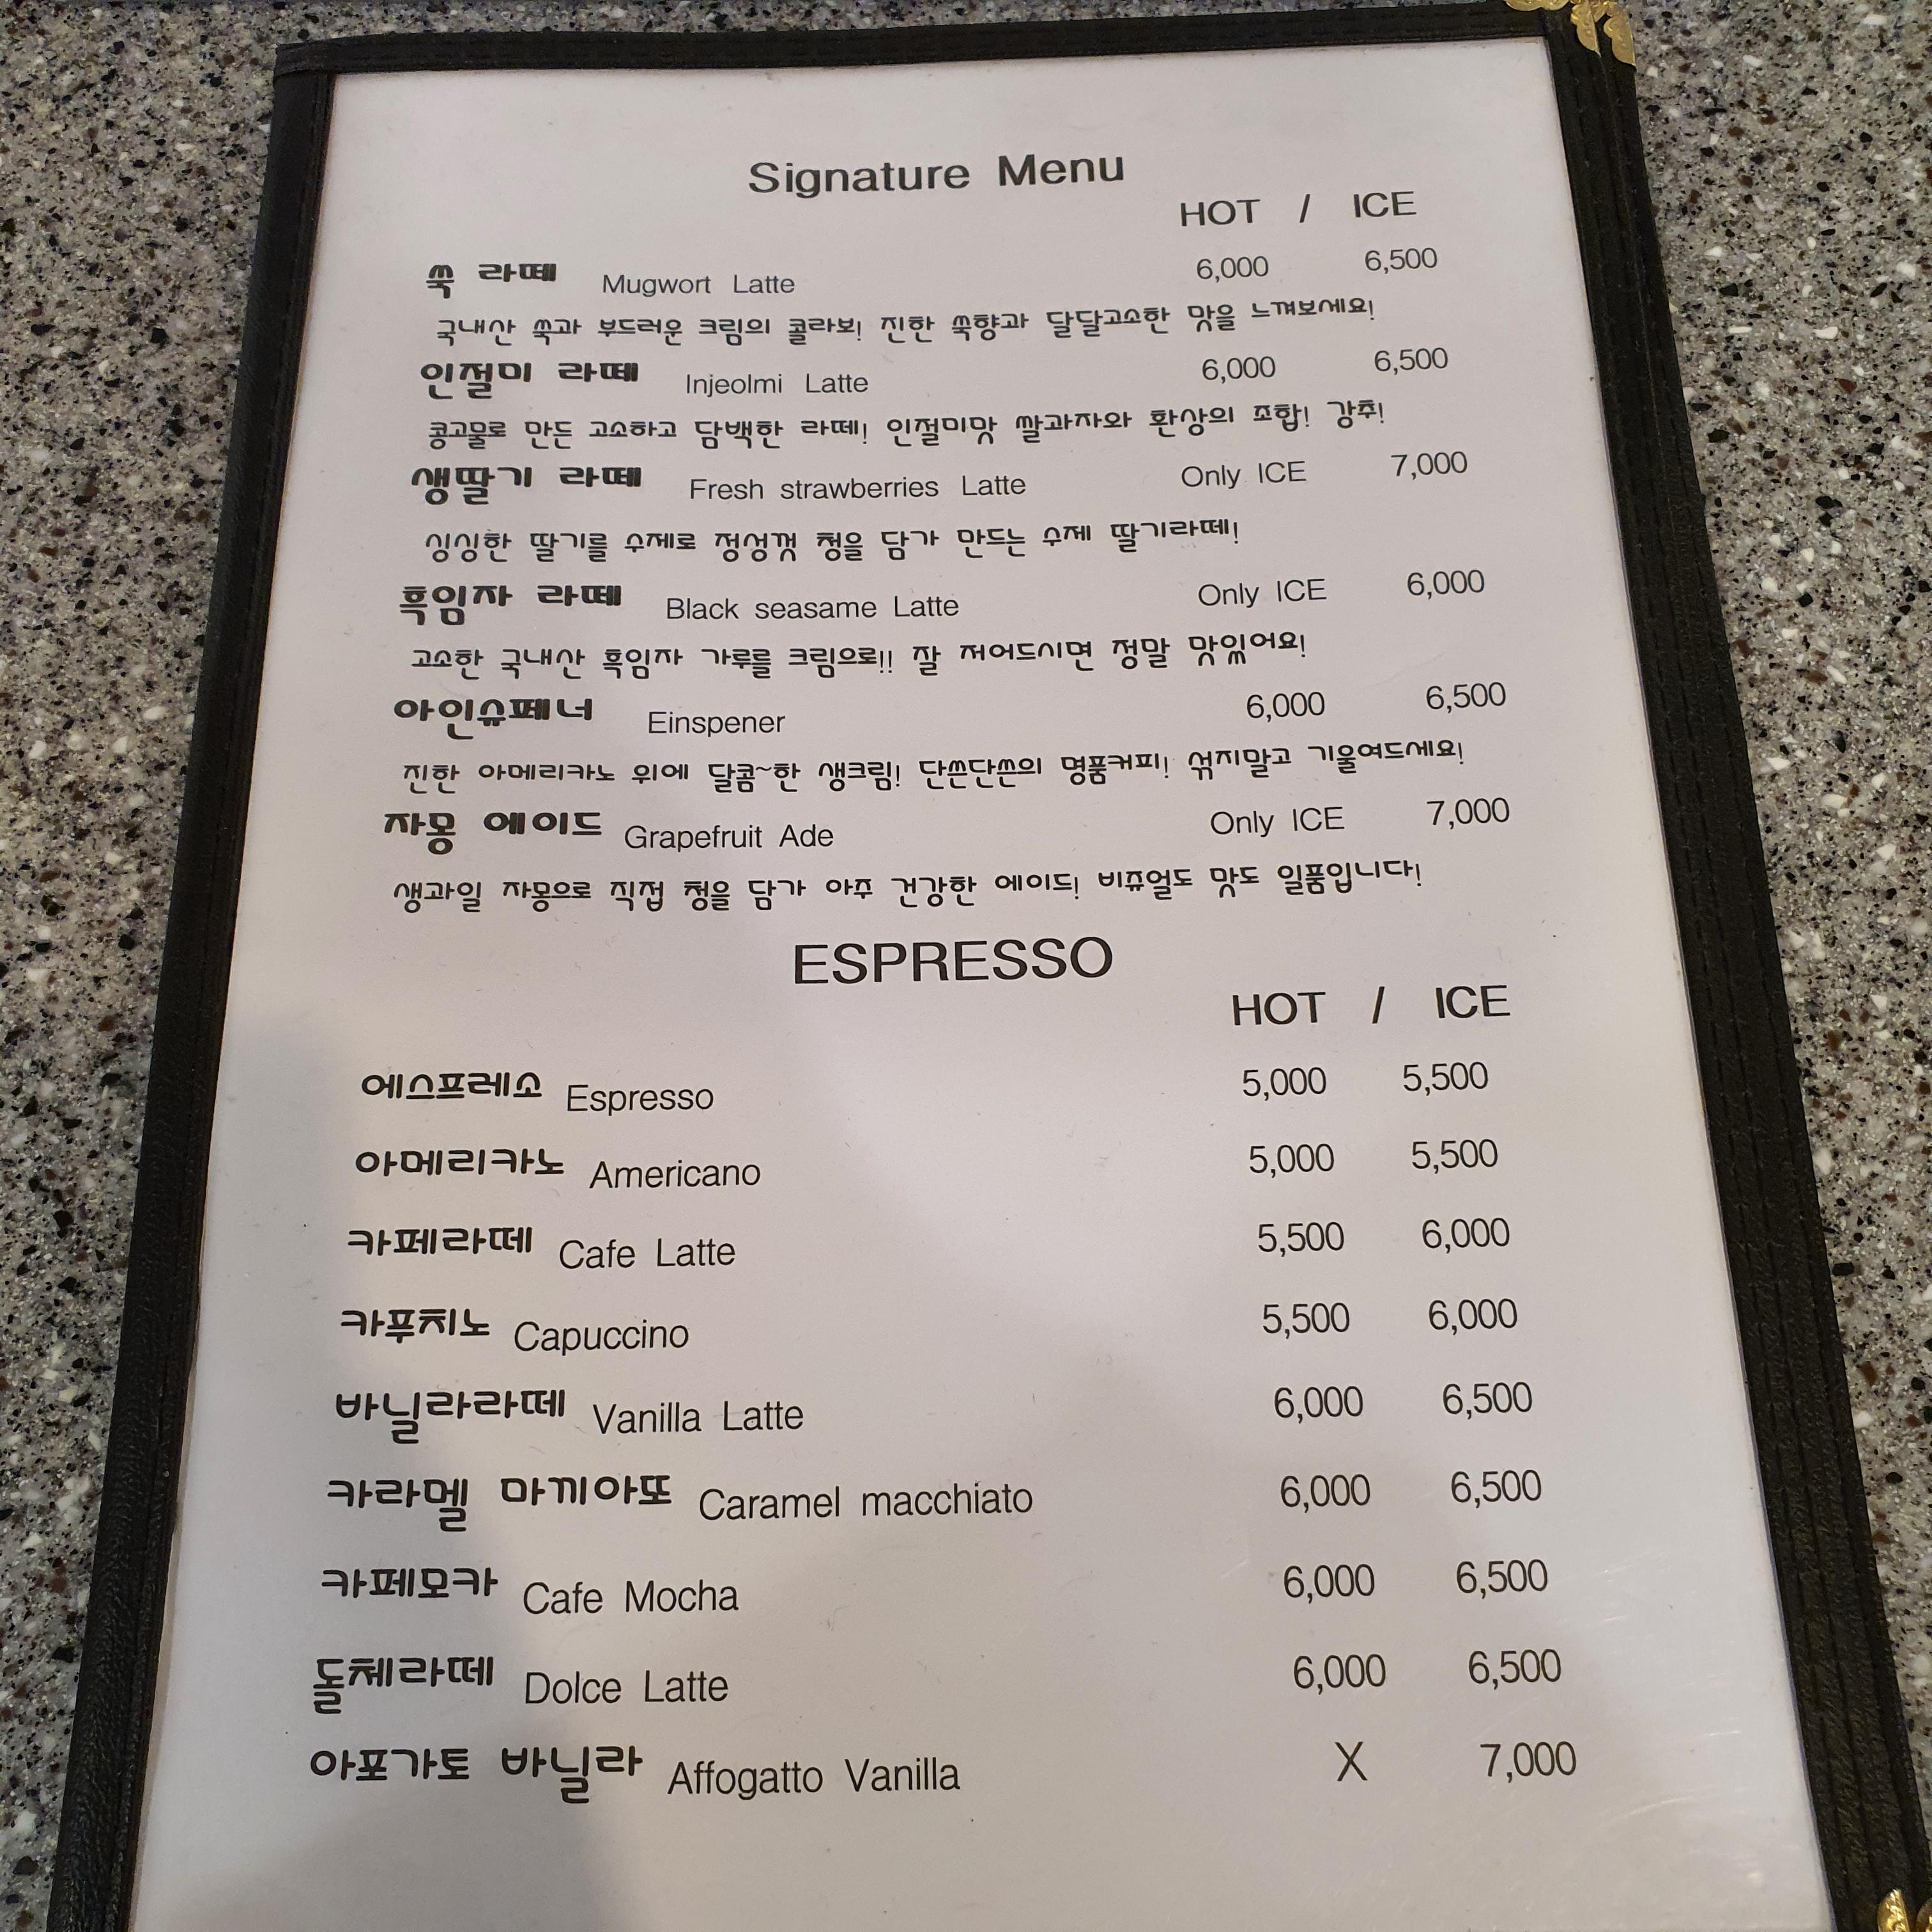 Signature Menu
HOT / ICE
쑥 라떼 Mugwort Latte 6,000 6,500
국내산 쑥과 부드러운 크림의 콜라보! 진한 쑥향과 달달고소한 맛을 느껴보세요!
인절미 라떼 Injeolmi Latte 6,000 6,500
콩고물로 만든 고소하고 담백한 라떼! 인절미맛 쌀과자와 환상의 조합! 강추!
생딸기 라떼 Fresh strawberries Latte Only ICE 7,000
싱싱한 딸기를 수제로 정성껏 청을 담가 만드는 수제 딸기라떼!
흑임자 라떼 Black seasame Latte Only ICE 6,000
고소한 국내산 흑임자 가루를 크림으로!! 잘 저어드시면 정말 맛있어요!
아인슈페너 Einspener 6,000 6,500
진한 아메리카노 위에 달콤~한 생크림! 단쓴단쓴의 명품커피! 섞지말고 기울여드세요!
자몽 에이드 Grapefruit Ade Only ICE 7,000
생과일 자몽으로 직접 청을 담가 아주 건강한 에이드! 비쥬얼도 맛도 일품입니다!
ESPRESSO
HOT / ICE
에스프레소 Espresso 5,000 5,500
아메리카노 Americano 5,000 5,500
카페라떼 Cafe Latte 5,500 6,000
카푸치노 Capuccino 5,500 6,000
바닐라라떼 Vanilla Latte 6,000 6,500
카라멜 마끼아또 Caramel macchiato 6,000 6,500
카페모카 Cafe Mocha 6,000 6,500
돌체라떼 Dolce Latte 6,000 6,500
아포가토 바닐라 Affogatto Vanilla X 7,000